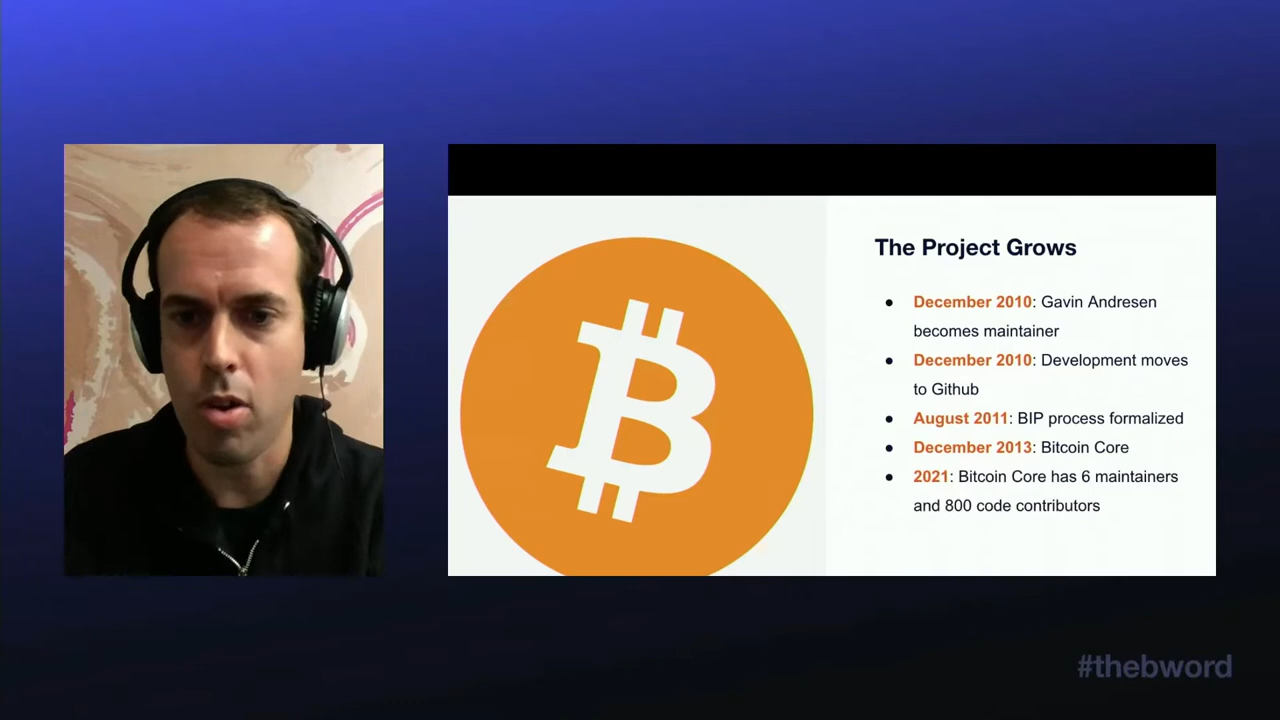 The Project Grows
● December 2010: Gavin Andresen
becomes maintainer
● December 2010: Development moves
to Github
● August 2011: BIP process formalized
● December 2013: Bitcoin Core
● 2021: Bitcoin Core has 6 maintainers
and 800 code contributors
#thebword